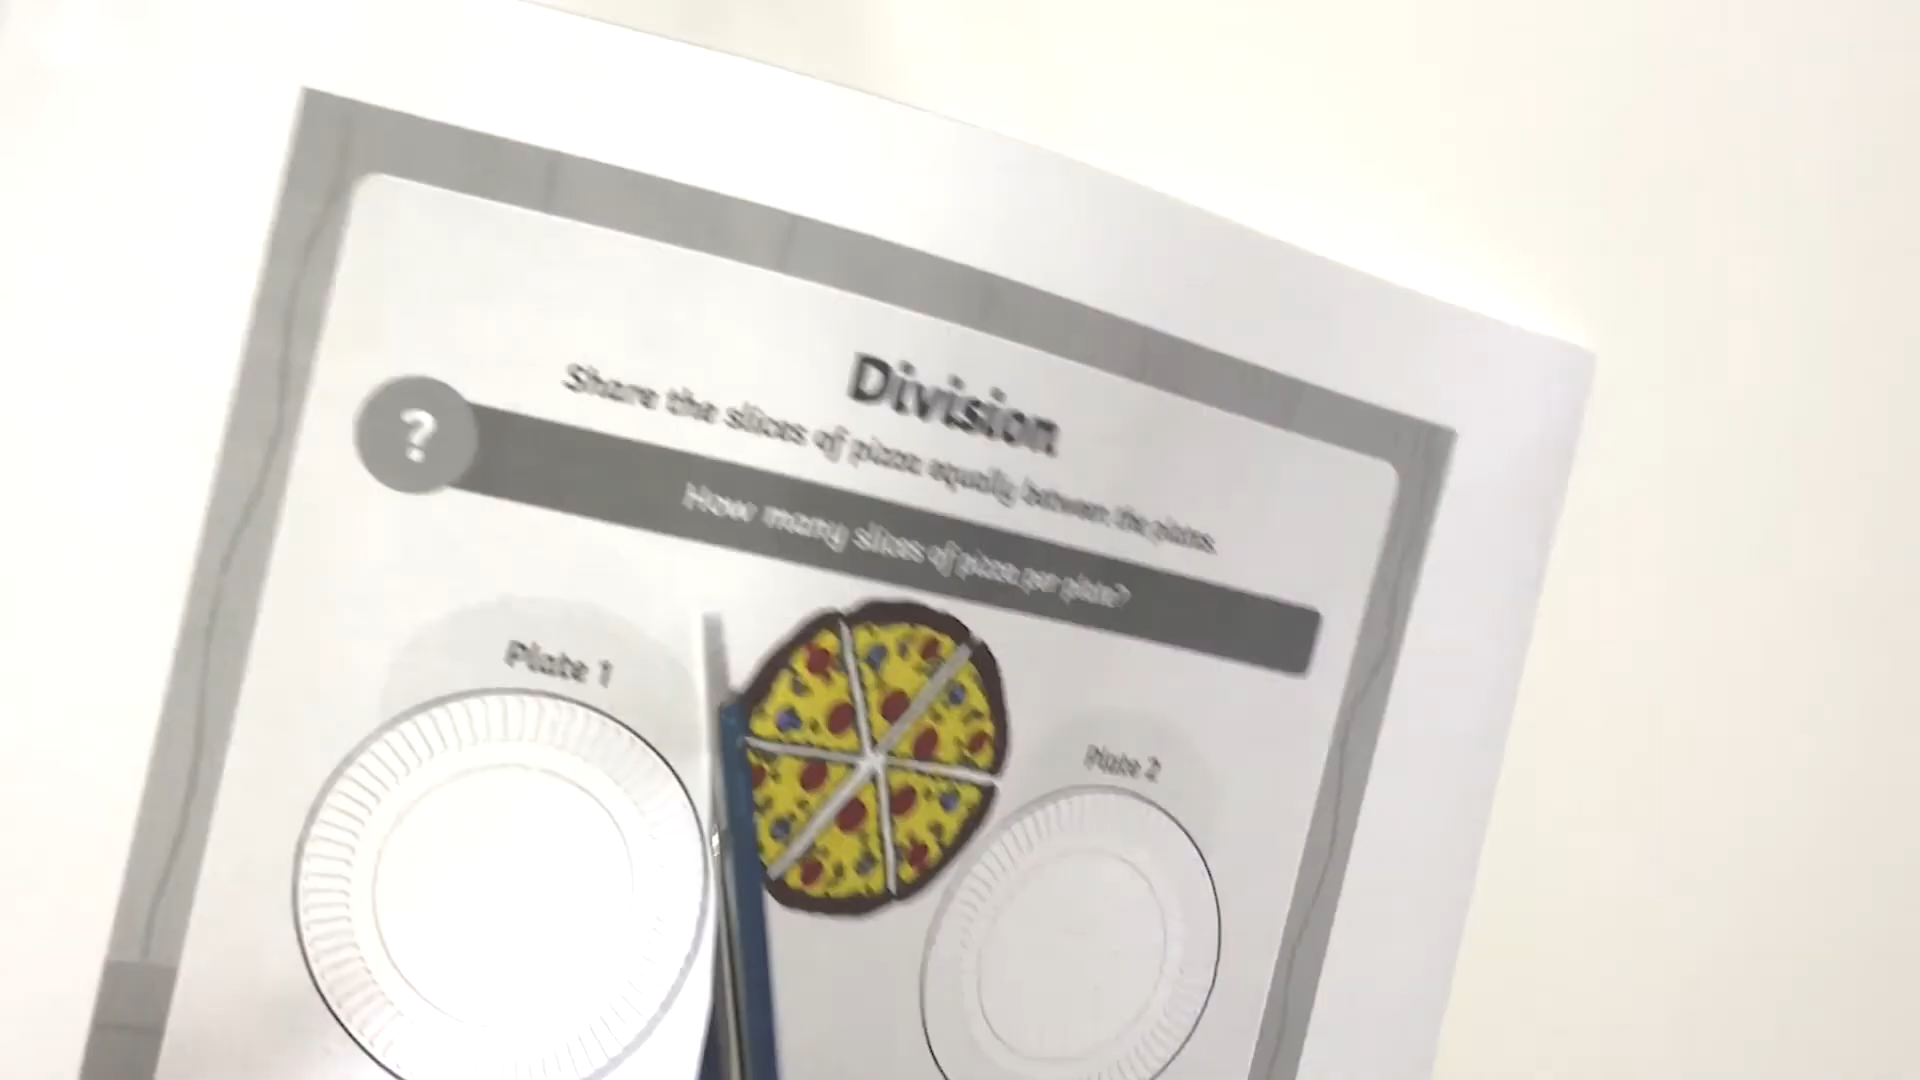 Division
Share the slices of pizza equally between the plates.
?
How many slices of pizza per plate?
Plate 1
Plate 2